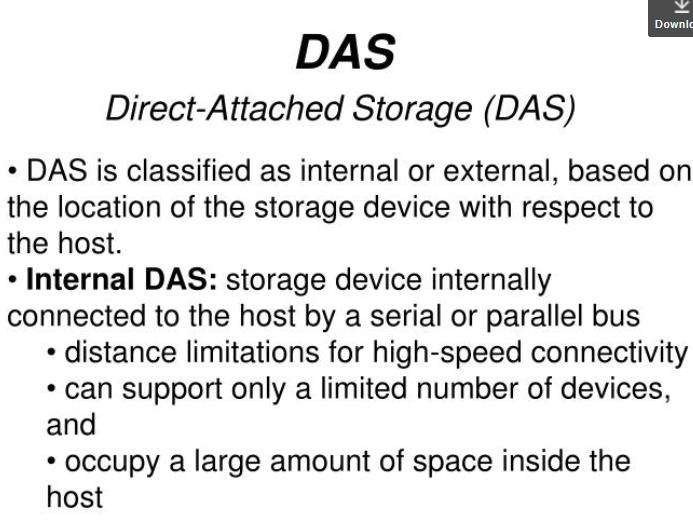 Downlo
DAS
Direct-Attached Storage (DAS)
• DAS is classified as internal or external, based on
the location of the storage device with respect to
the host.
• Internal DAS: storage device internally
connected to the host by a serial or parallel bus
• distance limitations for high-speed connectivity
• can support only a limited number of devices,
and
• occupy a large amount of space inside the
host